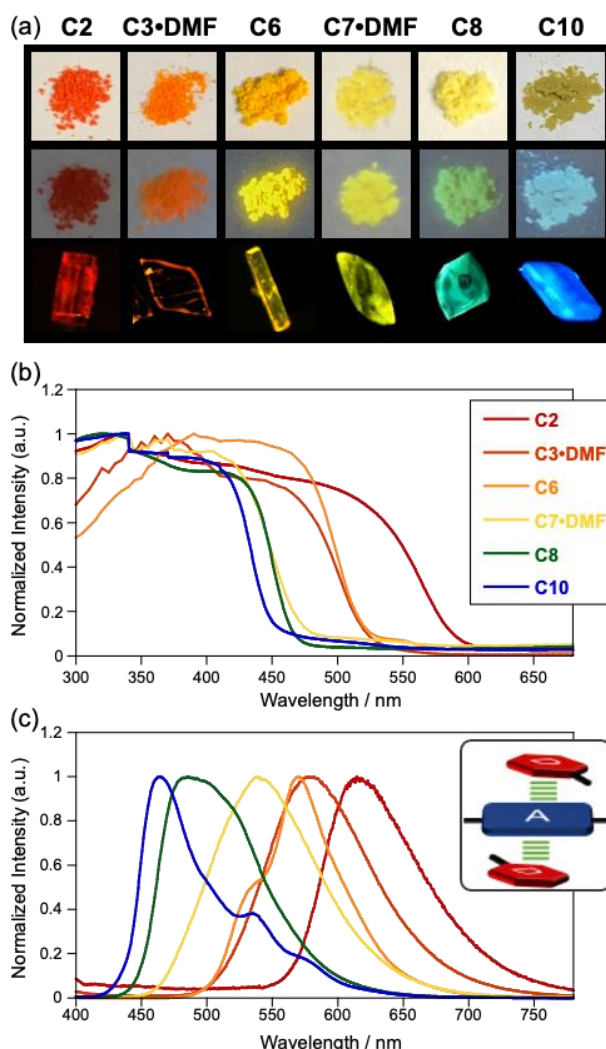 (a) C2 C3•DMF C6 C7•DMF C8 C10
(b)
1.2
1
0.8
0.6
0.4
0.2
0
Normalized Intensity (a.u.)
300 350 400 450 500 550 600 650
Wavelength / nm
C2
C3•DMF
C6
C7•DMF
C8
C10
(c)
1.2
1
0.8
0.6
0.4
0.2
0
Normalized Intensity (a.u.)
400 450 500 550 600 650 700 750
Wavelength / nm
D
A
D